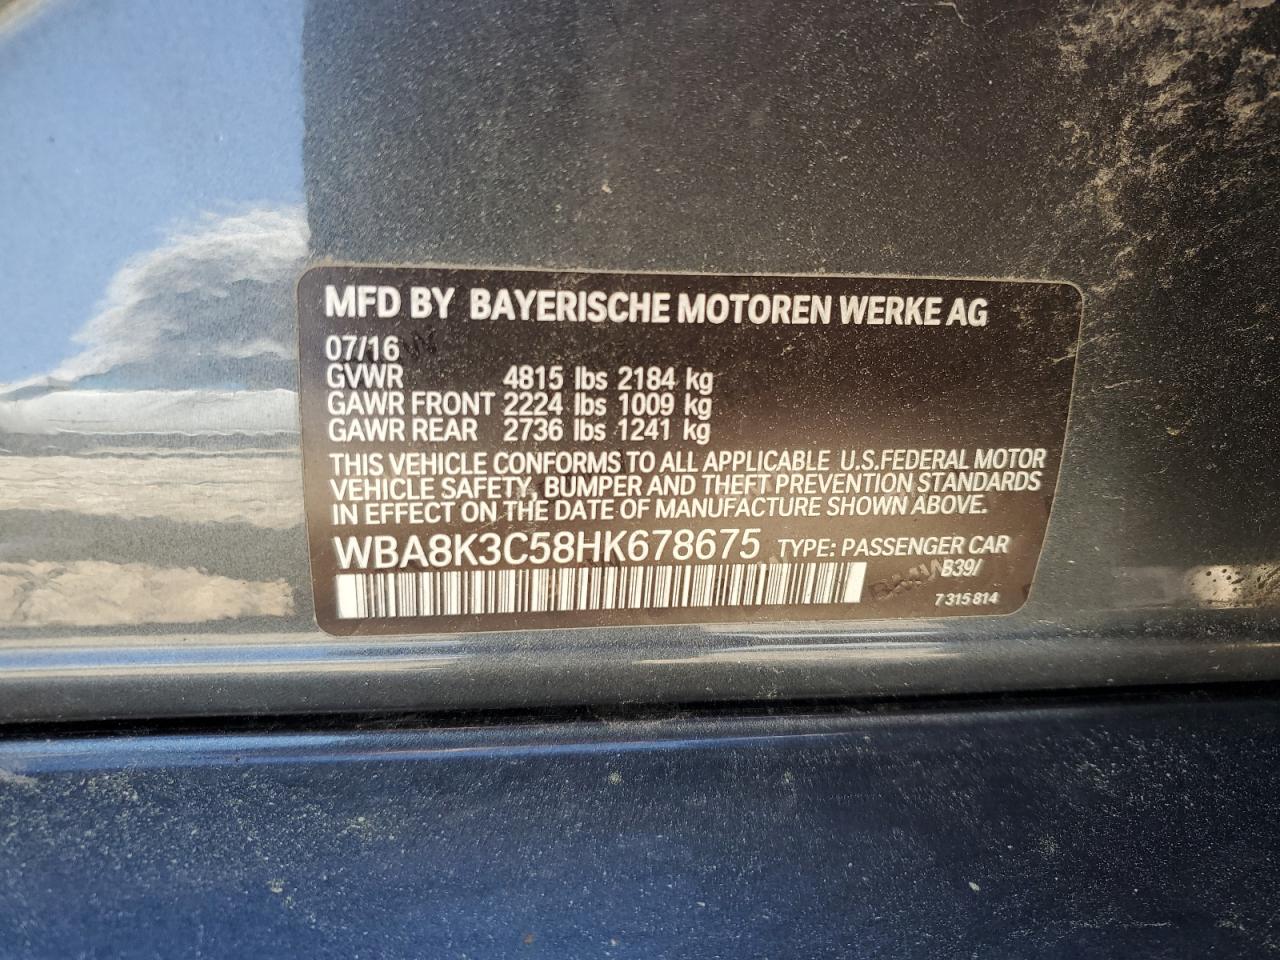 MFD BY BAYERISCHE MOTOREN WERKE AG
07/16
GVWR 4815 lbs 2184 kg
GAWR FRONT 2224 lbs 1009 kg
GAWR REAR 2736 lbs 1241 kg
THIS VEHICLE CONFORMS TO ALL APPLICABLE U.S.FEDERAL MOTOR
VEHICLE SAFETY, BUMPER AND THEFT PREVENTION STANDARDS
IN EFFECT ON THE DATE OF MANUFACTURE SHOWN ABOVE.
WBA8K3C58HK678675 TYPE: PASSENGER CAR
B39/
7 315 814